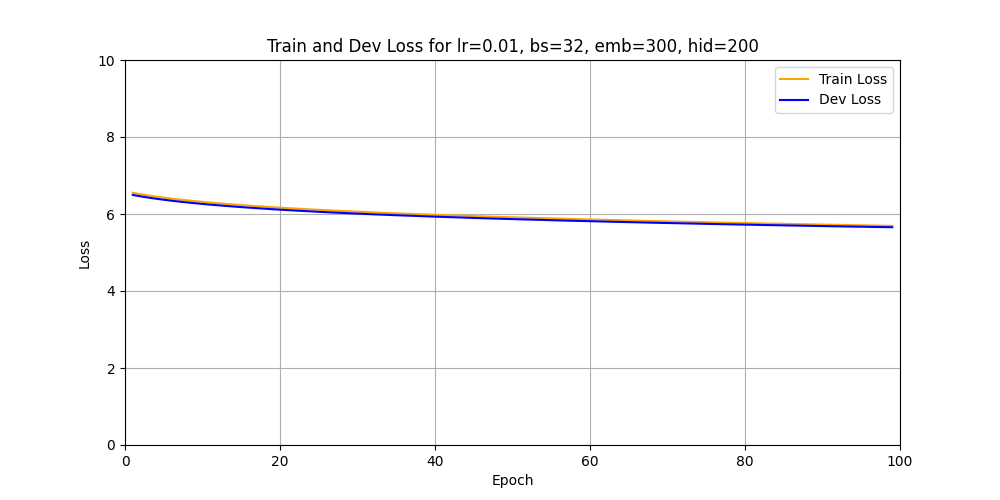 Train and Dev Loss for lr=0.01, bs=32, emb=300, hid=200
10
8
6
4
2
0
Loss
Train Loss
Dev Loss
0 20 40 60 80 100
Epoch